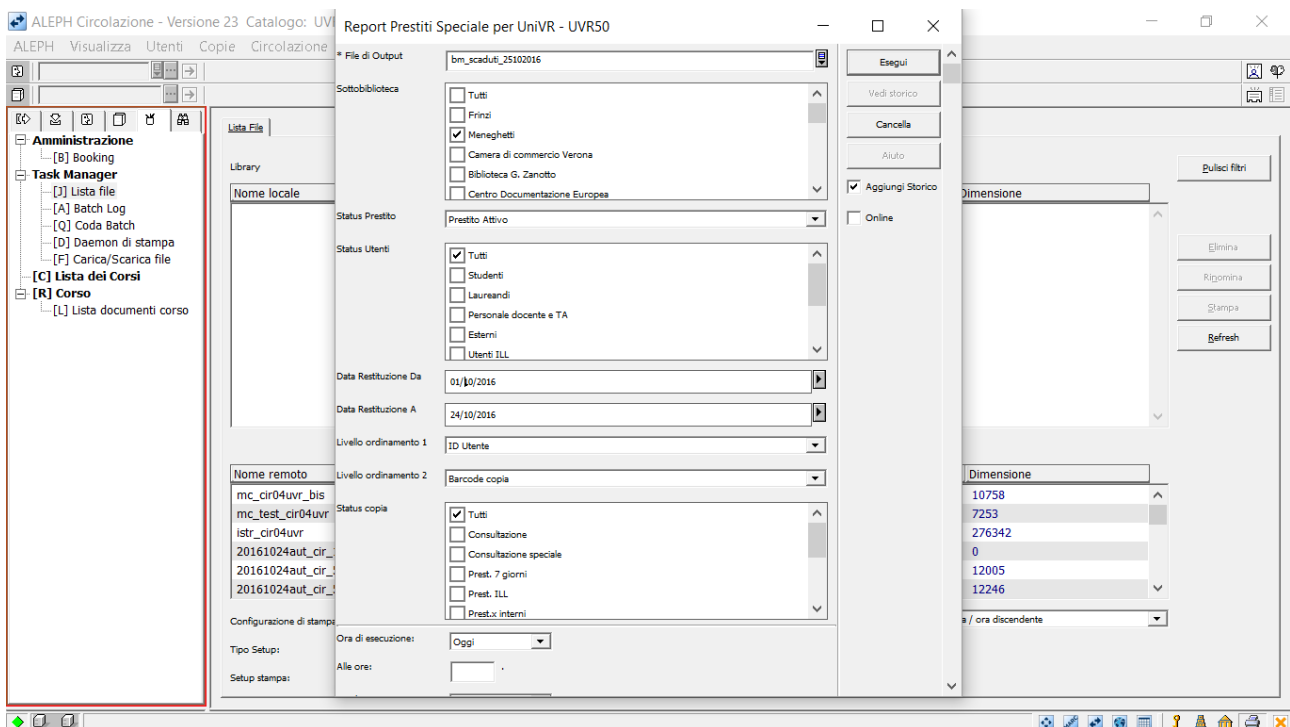 ALEPH Circolazione - Versione 23 Catalogo: UV
Report Prestiti Speciale per UniVR - UVR50
ALEPH Visualizza Utenti Copie Circolazione
* File di Output
bm_scaduti_25102016
Esegui
Sottobiblioteca
Tutti
Vedi storico
Frinzi
Meneghetti
Cancella
Camera di commercio Verona
Biblioteca G. Zanotto
Aiuto
Centro Documentazione Europea
Aggiungi Storico
Status Prestito
Prestito Attivo
Online
Status Utenti
Tutti
Studenti
Laureandi
Personale docente e TA
Esterni
Utenti ILL
Data Restituzione Da
01/10/2016
Data Restituzione A
24/10/2016
Livello ordinamento 1
ID Utente
Livello ordinamento 2
Barcode copia
Status copia
Tutti
Consultazione
Consultazione speciale
Prest. 7 giorni
Prest. ILL
Prest.x interni
Ora di esecuzione:
Oggi
Alle ore:
Amministrazione
[B] Booking
Task Manager
[J] Lista file
[A] Batch Log
[Q] Coda Batch
[D] Daemon di stampa
[F] Carica/Scarica file
[C] Lista dei Corsi
[R] Corso
[L] Lista documenti corso
Lista File
Library
Nome locale
Dimensione
Pulisci filtri
Elimina
Rinomina
Stampa
Refresh
Nome remoto
Dimensione
mc_cir04uvr_bis
10758
mc_test_cir04uvr
7253
istr_cir04uvr
276342
20161024aut_cir_
0
20161024aut_cir_
12005
20161024aut_cir_
12246
Configurazione di stampa
/ ora discendente
Tipo Setup:
Setup stampa: